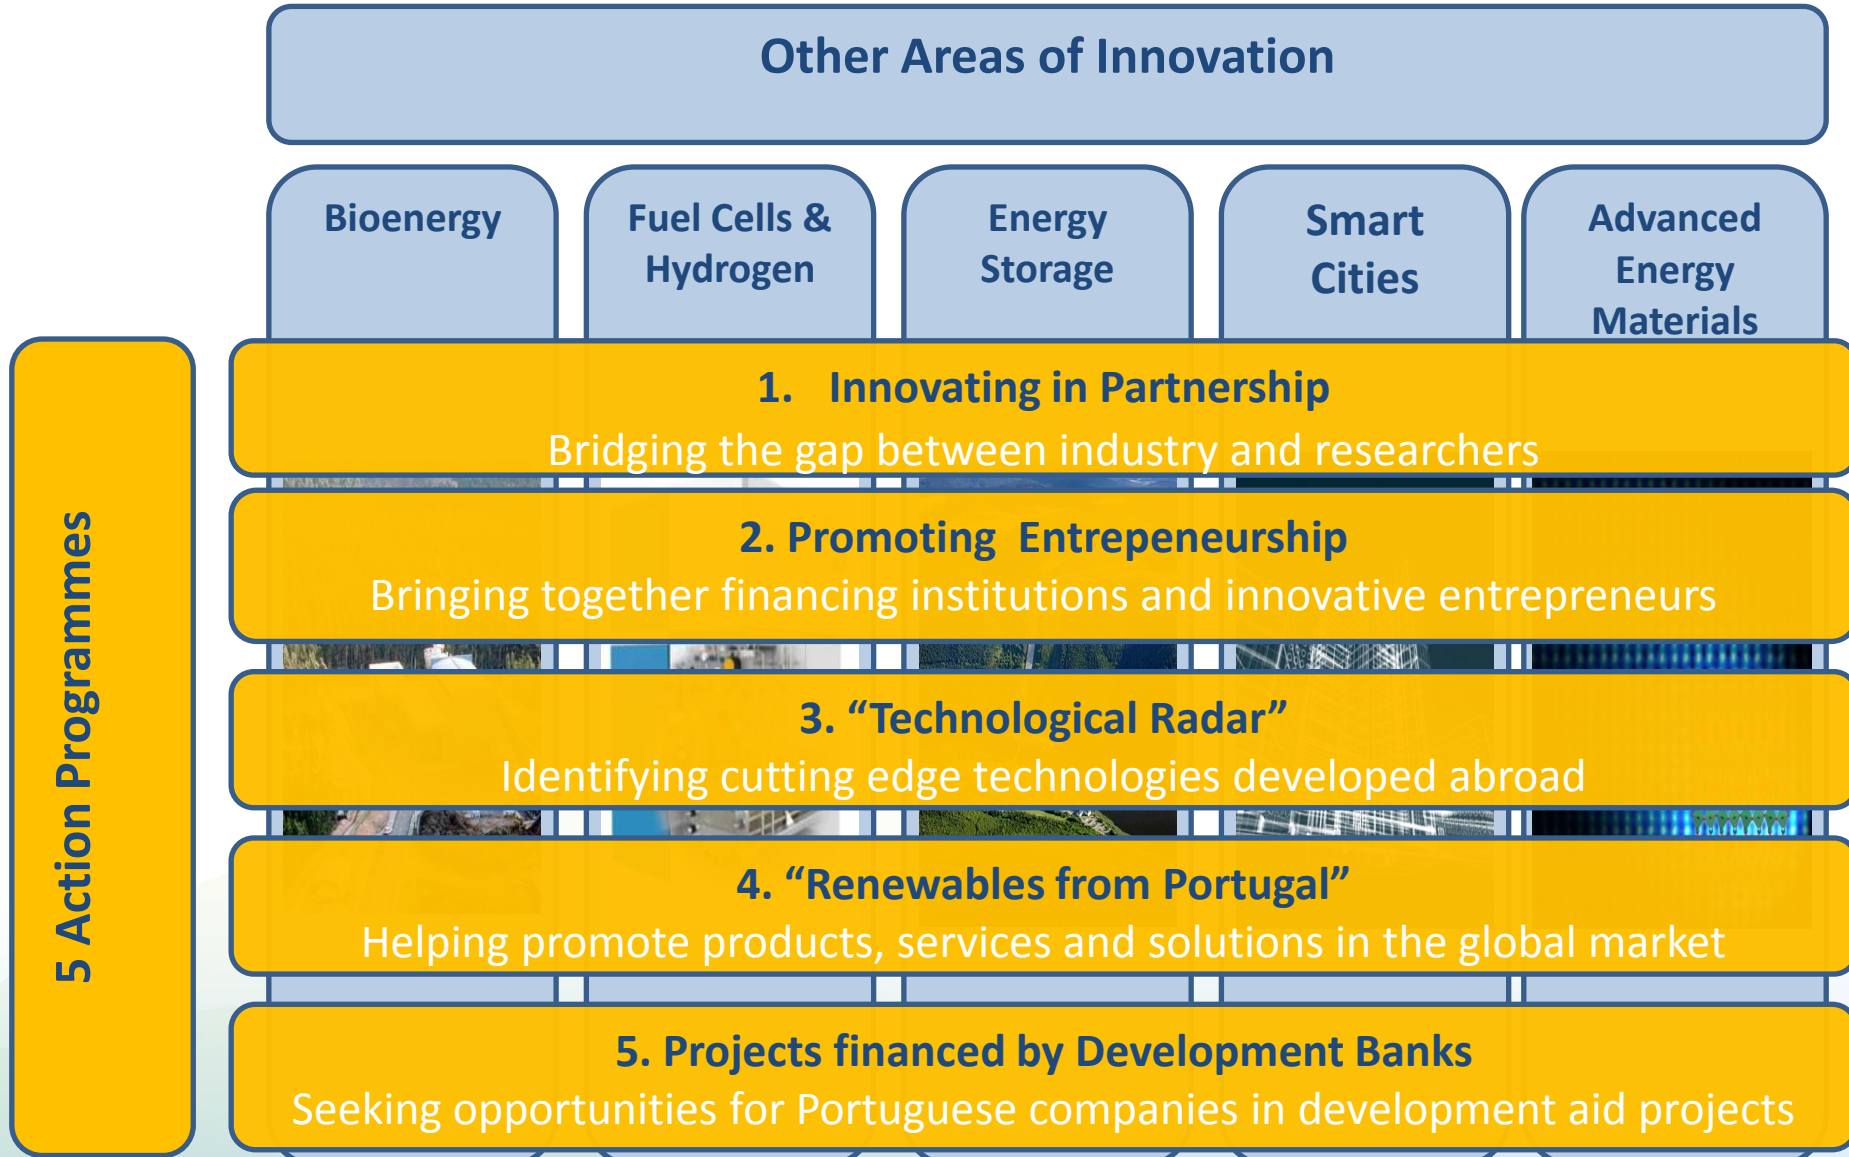 Other Areas of Innovation
Bioenergy
Fuel Cells &
Hydrogen
Energy
Storage
Smart
Cities
Advanced
Energy
Materials
5 Action Programmes
1. Innovating in Partnership
Bridging the gap between industry and researchers
2. Promoting Entrepeneurship
Bringing together financing institutions and innovative entrepreneurs
3. “Technological Radar”
Identifying cutting edge technologies developed abroad
4. “Renewables from Portugal”
Helping promote products, services and solutions in the global market
5. Projects financed by Development Banks
Seeking opportunities for Portuguese companies in development aid projects